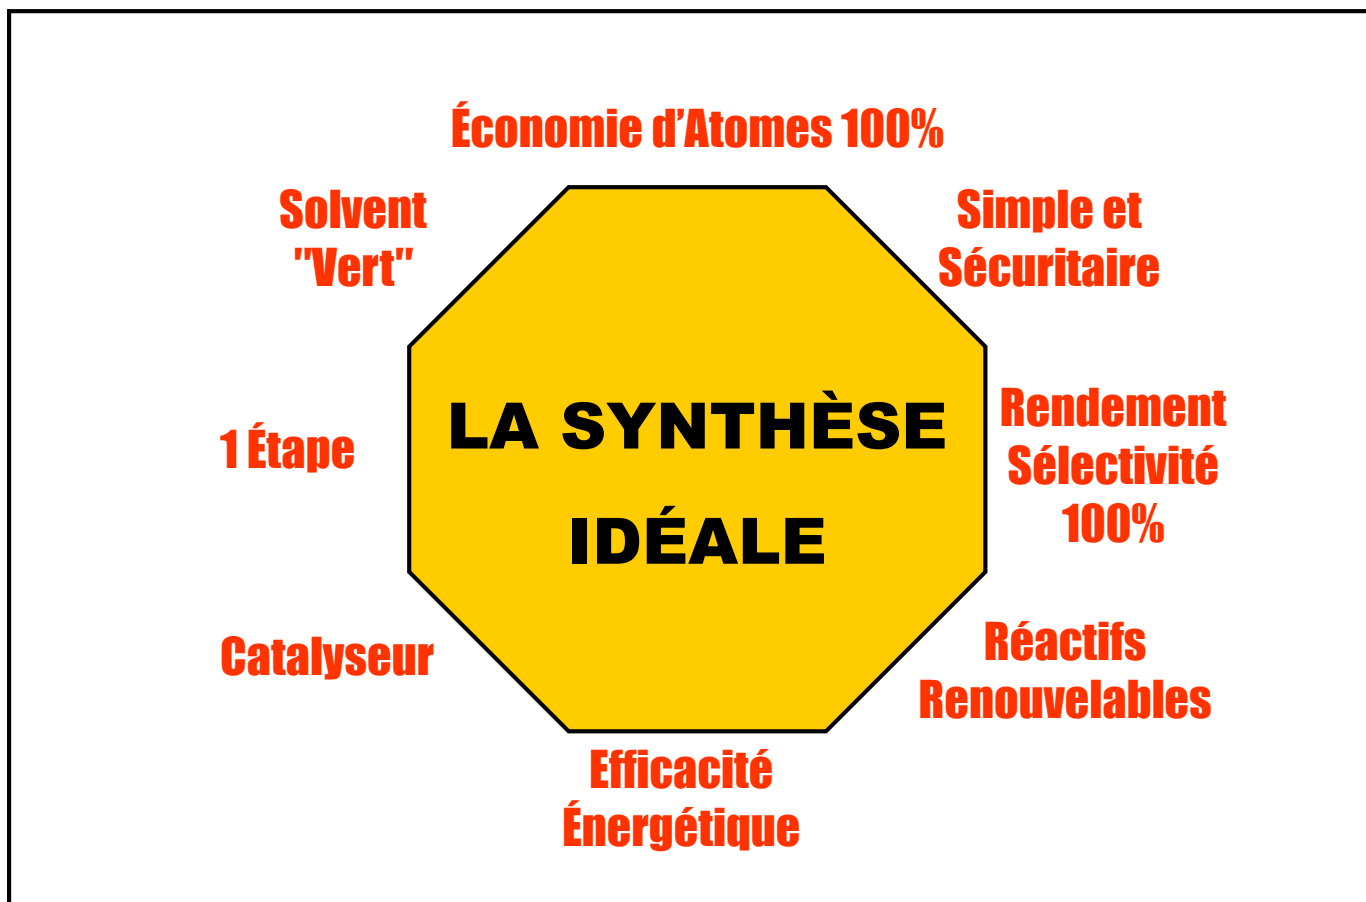 Économie d'Atomes 100%
Solvent
"Vert"
Simple et
Sécuritaire
LA SYNTHÈSE
IDÉALE
1 Étape
Rendement
Sélectivité
100%
Catalyseur
Réactifs
Renouvelables
Efficacité
Énergétique